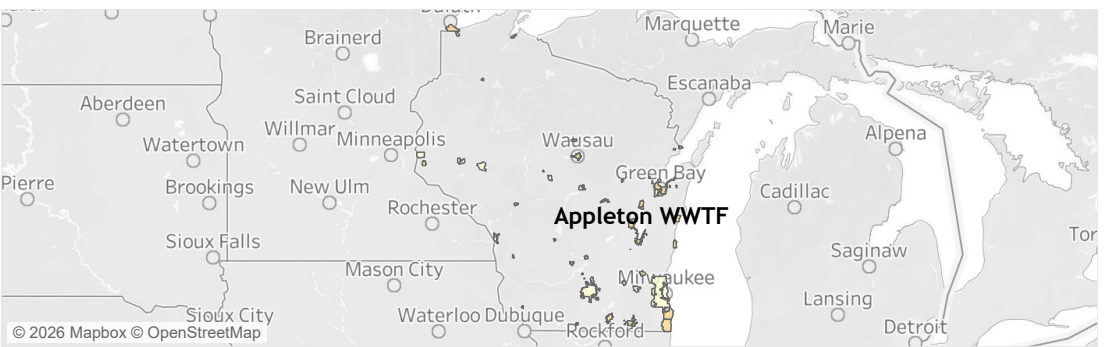 Marquette
Marie
Brainerd
Escanaba
Aberdeen
Saint Cloud
Alpena
Willmar
Minneapolis
Wausau
Watertown
Green Bay
Pierre
Brookings
New Ulm
Cadillac
Rochester
Appleton WWTF
Sioux Falls
Saginaw
Mason City
Milwaukee
Lansing
Sioux City
Waterloo
Dubuque
Rockford
Detroit
© 2026 Mapbox © OpenStreetMap